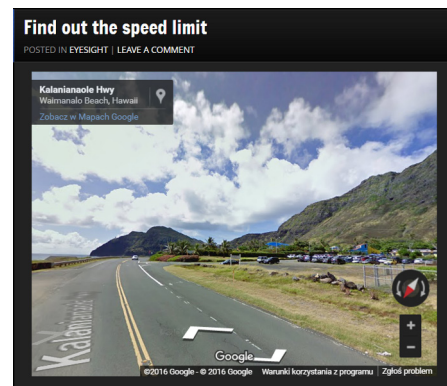 Find out the speed limit
POSTED IN EYESIGHT | LEAVE A COMMENT
Kalanianaole Hwy
Waimanalo Beach, Hawaii
Zobacz w Mapach Google
Kalanianaole
+
−
Google
©2016 Google - © 2016 Google Warunki korzystania z programu Zgłoś problem